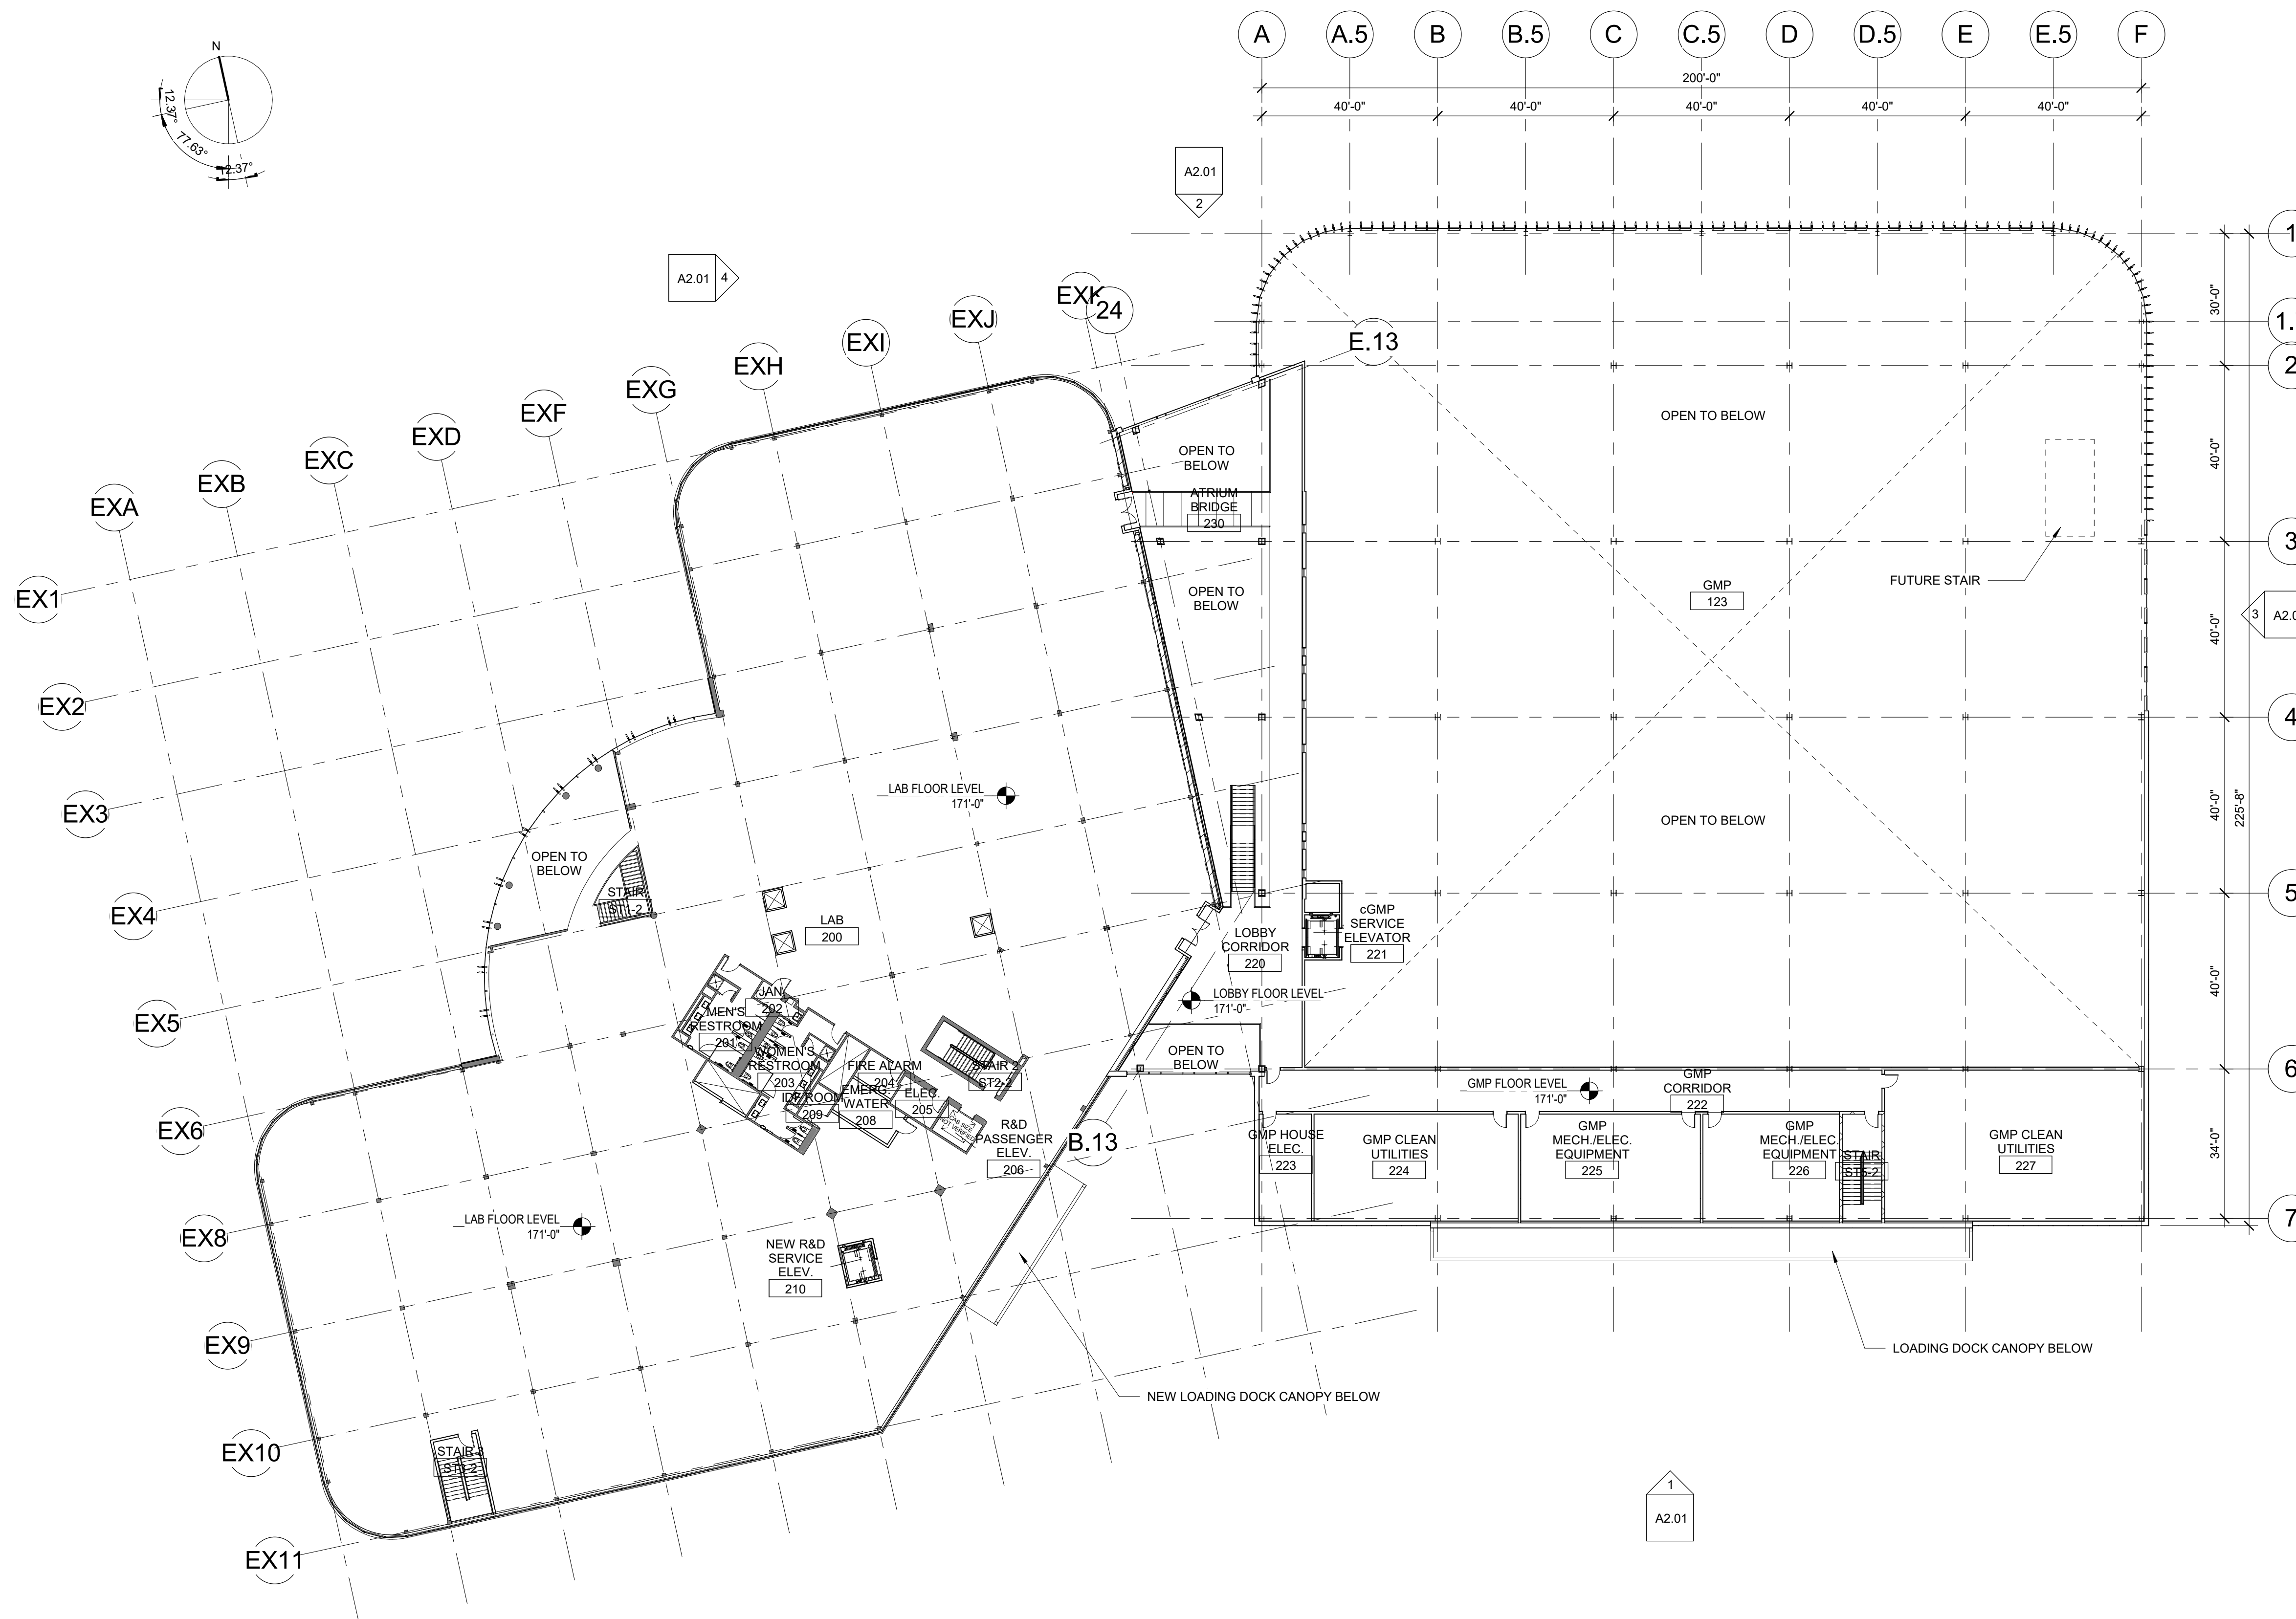 N
12.37°
77.63°
12.37°
A
A.5
B
B.5
C
C.5
D
D.5
E
E.5
F
200'-0"
40'-0"
40'-0"
40'-0"
40'-0"
40'-0"
A2.01
2
A2.01
4
1
30'-0"
1.
2
40'-0"
3
40'-0"
3
A2.0
4
40'-0"
225'-8"
5
40'-0"
6
34'-0"
7
EXA
EXB
EXC
EXD
EXF
EXG
EXH
EXI
EXJ
EXK
24
E.13
B.13
EX1
EX2
EX3
EX4
EX5
EX6
EX8
EX9
EX10
EX11
OPEN TO
BELOW
ATRIUM
BRIDGE
230
OPEN TO
BELOW
OPEN TO BELOW
GMP
123
FUTURE STAIR
OPEN TO BELOW
LAB FLOOR LEVEL
171'-0"
OPEN TO
BELOW
STAIR
ST1-2
LAB
200
LOBBY
CORRIDOR
220
cGMP
SERVICE
ELEVATOR
221
LOBBY FLOOR LEVEL
171'-0"
OPEN TO
BELOW
JAN.
202
MEN'S
RESTROOM
201
WOMEN'S
RESTROOM
203
FIRE ALARM
204
IDF ROOM
209
EMERG.
WATER
208
ELEC.
205
STAIR 2
ST2-2
CAB SIZE
NOT VERIFIED
R&D
PASSENGER
ELEV.
206
LAB FLOOR LEVEL
171'-0"
NEW R&D
SERVICE
ELEV.
210
STAIR 3
ST3-2
GMP FLOOR LEVEL
171'-0"
GMP
CORRIDOR
222
GMP HOUSE
ELEC.
223
GMP CLEAN
UTILITIES
224
GMP
MECH./ELEC.
EQUIPMENT
225
GMP
MECH./ELEC.
EQUIPMENT
226
STAIR
ST5-2
GMP CLEAN
UTILITIES
227
LOADING DOCK CANOPY BELOW
NEW LOADING DOCK CANOPY BELOW
1
A2.01